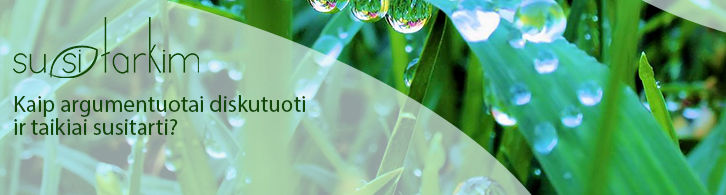 susitarkim
Kaip argumentuotai diskutuoti
ir taikiai susitarti?